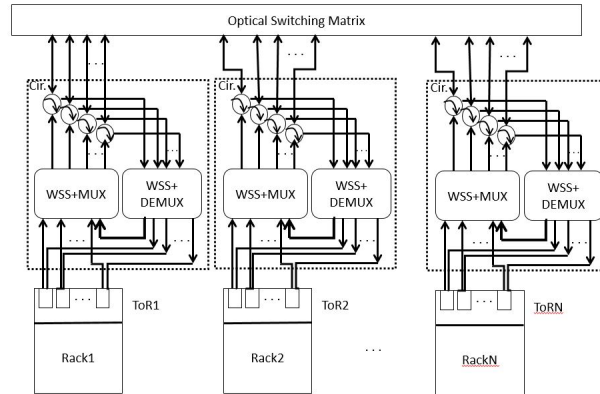 Optical Switching Matrix
. . . . . . . . .
Cir. Cir. Cir.
... ... ...
WSS+MUX WSS+ DEMUX WSS+MUX WSS+ DEMUX WSS+MUX WSS+ DEMUX
... ... ...
ToR1 ToR2 ToRN
Rack1 Rack2 . . . RackN